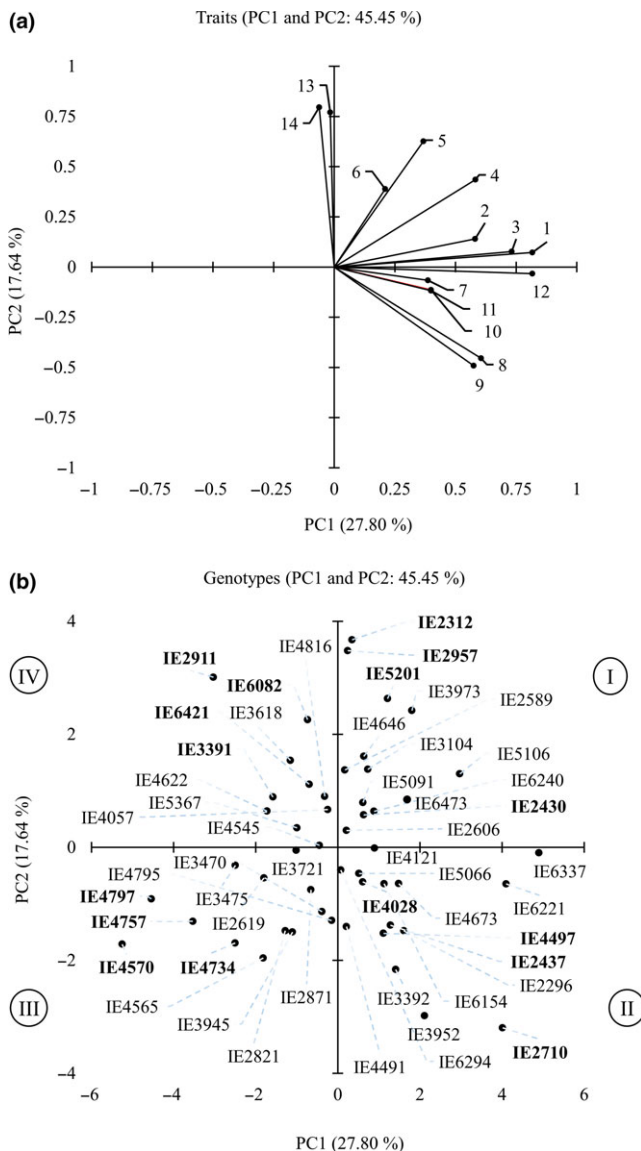 (a)
Traits (PC1 and PC2: 45.45 %)
1
13
0.75
14
5
0.5
6
4
0.25
2
3
1
0
7
12
−0.25
11
10
−0.5
8
9
−0.75
−1
PC2 (17.64 %)
−1 −0.75 −0.5 −0.25 0 0.25 0.5 0.75 1
PC1 (27.80 %)
(b)
Genotypes (PC1 and PC2: 45.45 %)
4
IE2312
IE4816
IE2957
IV
IE2911
I
IE6082
IE5201
IE3973
IE6421
IE2589
IE3618
IE4646
2
IE3391
IE3104
IE5106
IE4622
IE5091
IE6240
IE5367
IE6473
IE4057
IE2430
IE4545
IE2606
0
IE4795
IE3470
IE3721
IE4121
IE5066
IE6337
IE4797
IE3475
IE4028
IE6221
IE4757
IE2619
IE4673
IE4497
−2
IE4570
IE4734
IE2437
IE4565
IE2871
IE2296
III
IE3392
IE6154
II
IE3945
IE3952
IE2821
IE4491
IE6294
IE2710
−4
PC2 (17.64 %)
−6 −4 −2 0 2 4 6
PC1 (27.80 %)